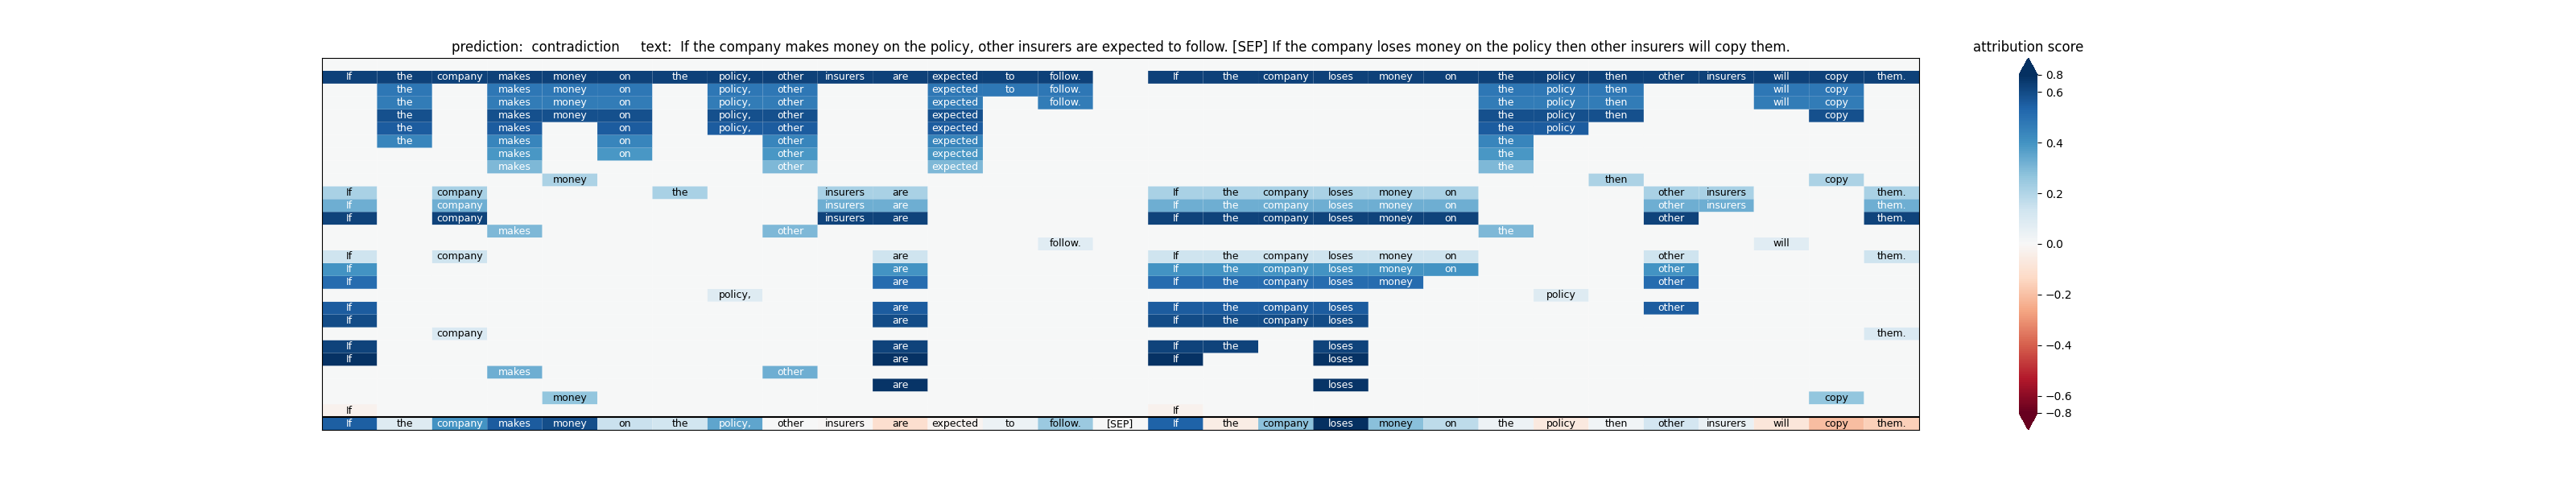 prediction: contradiction text: If the company makes money on the policy, other insurers are expected to follow. [SEP] If the company loses money on the policy then other insurers will copy them.
attribution score
If the company makes money on the policy, other insurers are expected to follow. If the company loses money on the policy then other insurers will copy them.
the makes money on policy, other expected to follow. the policy then will copy
the makes money on policy, other expected follow. the policy then will copy
the makes money on policy, other expected the policy then copy
the makes on policy, other expected the policy
the makes on other expected the
makes on other expected the
makes other expected the
money then copy
If company the insurers are If the company loses money on other insurers them.
If company insurers are If the company loses money on other insurers them.
If company insurers are If the company loses money on other them.
makes other the
follow. will
If company are If the company loses money on other them.
If are If the company loses money on other
If are If the company loses money other
policy, policy
If are If the company loses other
If are If the company loses
company them.
If are If the loses
If are If loses
makes other
are loses
money copy
If If
If the company makes money on the policy, other insurers are expected to follow. [SEP] If the company loses money on the policy then other insurers will copy them.
0.8
0.6
0.4
0.2
0.0
−0.2
−0.4
−0.6
−0.8